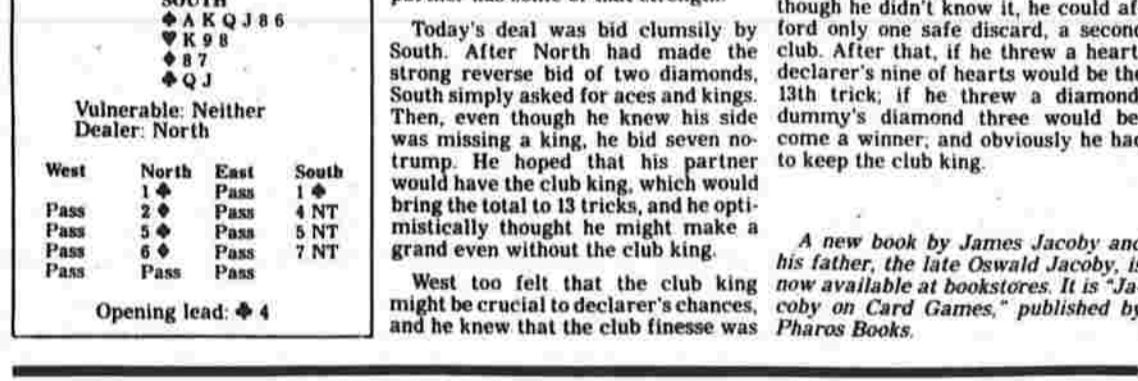 SOUTH
♠ A K Q J 8 6
♥ K 9 8
♦ 8 7
♣ Q J
Vulnerable: Neither
Dealer: North
West North East South
1 ♣ Pass 1 ♠
Pass 2 ♦ Pass 4 NT
Pass 5 ♠ Pass 5 NT
Pass 6 ♦ Pass 7 NT
Pass Pass Pass
Opening lead: ♣ 4
Today's deal was bid clumsily by
South. After North had made the
strong reverse bid of two diamonds,
South simply asked for aces and kings.
Then, even though he knew his side
was missing a king, he bid seven no-
trump. He hoped that his partner
would have the club king, which would
bring the total to 13 tricks, and he opti-
mistically thought he might make a
grand even without the club king.
West too felt that the club king
might be crucial to declarer's chances,
and he knew that the club finesse was
though he didn't know it, he could af
ford only one safe discard, a second
club. After that, if he threw a heart
declarer's nine of hearts would be the
13th trick; if he threw a diamond
dummy's diamond three would be
come a winner; and obviously he had
to keep the club king.
A new book by James Jacoby and
his father, the late Oswald Jacoby, is
now available at bookstores. It is "Ja-
coby on Card Games," published by
Pharos Books.